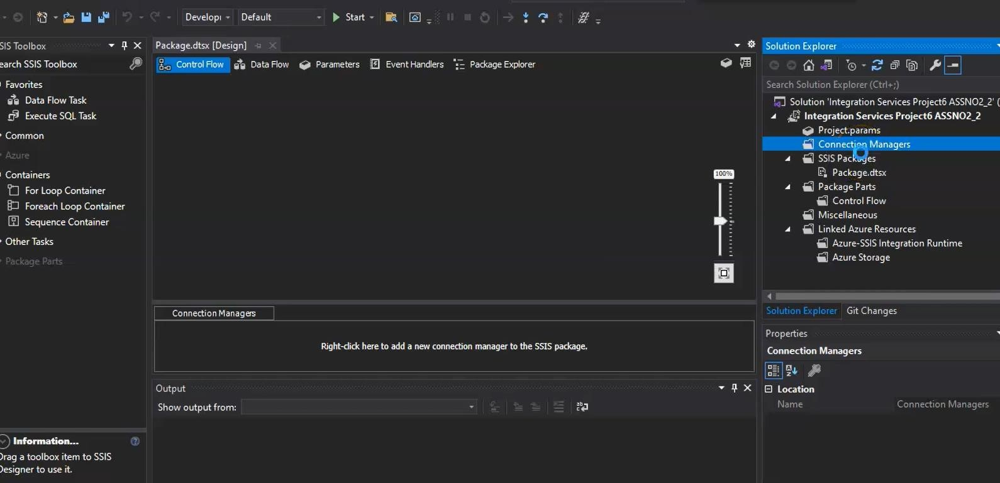 Develop
Default
Start
SIS Toolbox
earch SSIS Toolbox
Favorites
Data Flow Task
Execute SQL Task
Common
Azure
Containers
For Loop Container
Foreach Loop Container
Sequence Container
Other Tasks
Package Parts
Information...
Drag a toolbox item to SSIS
Designer to use it.
Package.dtsx [Design]
Control Flow
Data Flow
Parameters
Event Handlers
Package Explorer
100%
Connection Managers
Right-click here to add a new connection manager to the SSIS package.
Output
Show output from:
Solution Explorer
Search Solution Explorer (Ctrl+;)
Solution 'Integration Services Project6 ASSNO2_2' (
Integration Services Project6 ASSNO2_2
Project.params
Connection Managers
SSIS Packages
Package.dtsx
Package Parts
Control Flow
Miscellaneous
Linked Azure Resources
Azure-SSIS Integration Runtime
Azure Storage
Solution Explorer
Git Changes
Properties
Connection Managers
Location
Name Connection Managers